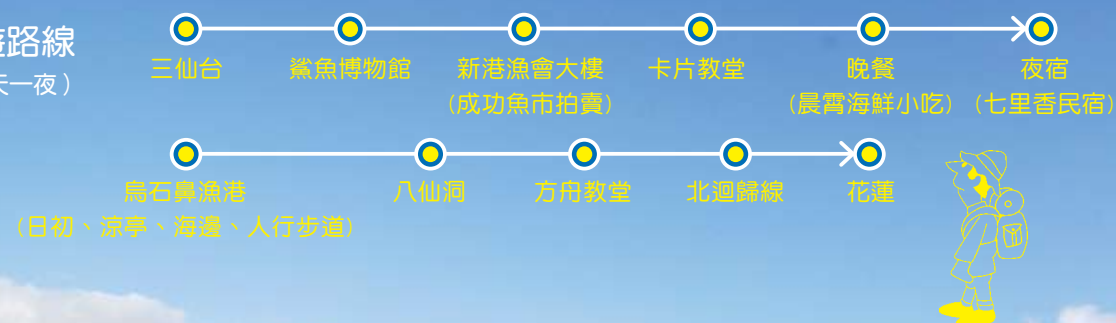 路線
一夜）
三仙台
鯊魚博物館
新港漁會大樓
（成功魚市拍賣）
卡片教堂
晚餐
（晨霄海鮮小吃）
夜宿
（七里香民宿）
烏石鼻漁港
（日初、涼亭、海邊、人行步道）
八仙洞
方舟教堂
北迴歸線
花蓮